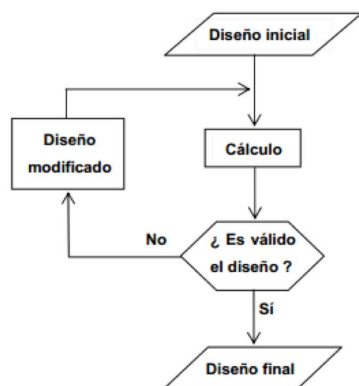 Diseño inicial
Diseño
modificado
Cálculo
No
¿ Es válido
el diseño ?
Sí
Diseño final